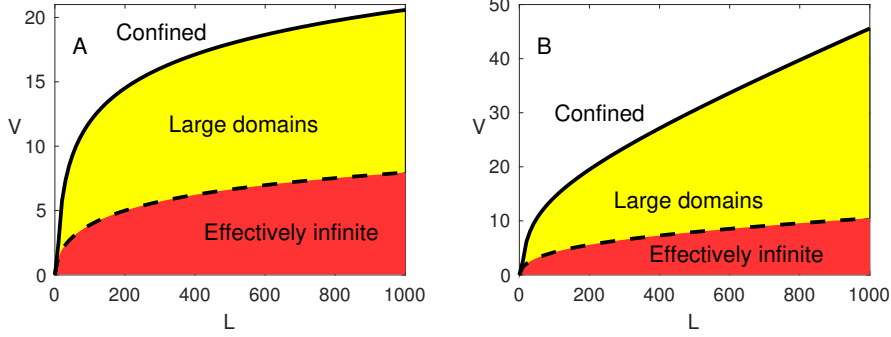 20
15
10
5
0
V
A
Confined
Large domains
Effectively infinite
0 200 400 600 800 1000
L
50
40
30
20
10
0
V
B
Confined
Large domains
Effectively infinite
0 200 400 600 800 1000
L